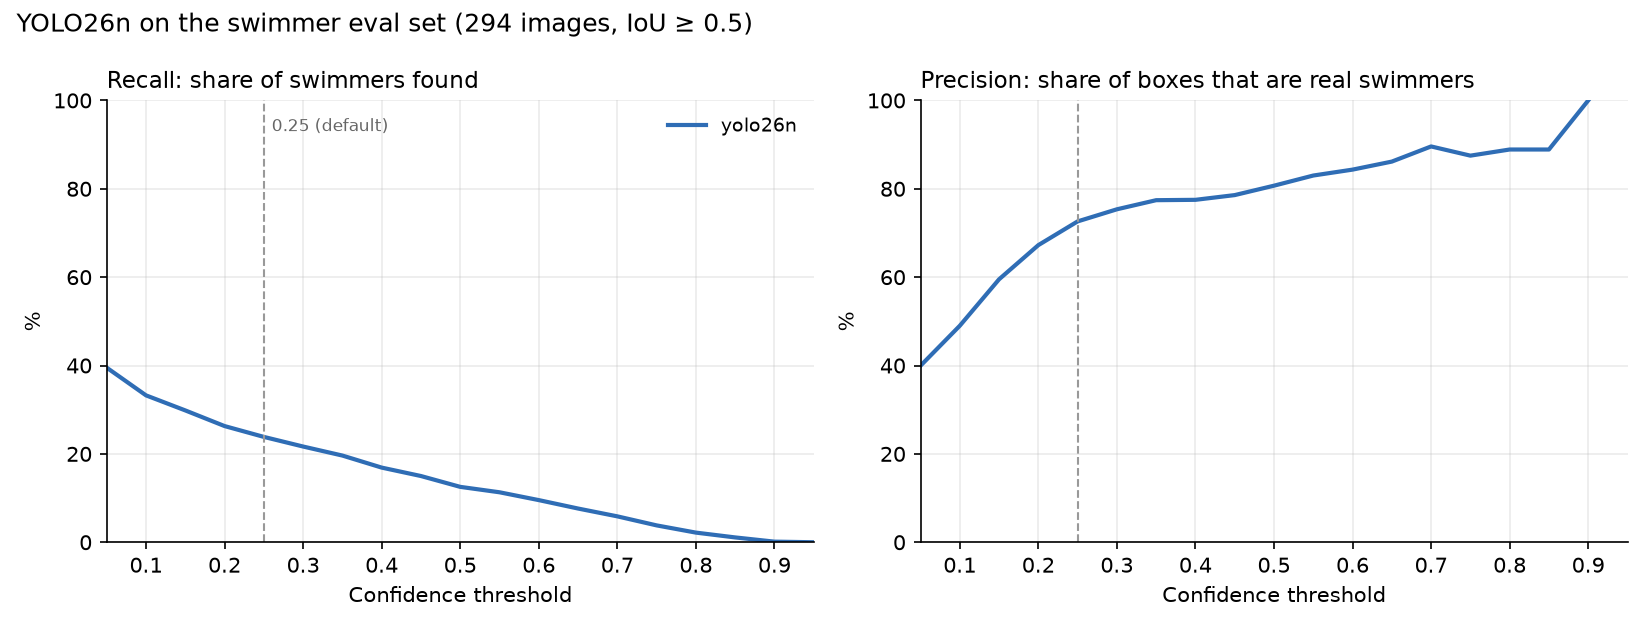 YOLO26n on the swimmer eval set (294 images, IoU ≥ 0.5)
Recall: share of swimmers found
100
80
60
40
20
0
%
0.25 (default)
yolo26n
0.1 0.2 0.3 0.4 0.5 0.6 0.7 0.8 0.9
Confidence threshold
Precision: share of boxes that are real swimmers
100
80
60
40
20
0
%
0.1 0.2 0.3 0.4 0.5 0.6 0.7 0.8 0.9
Confidence threshold